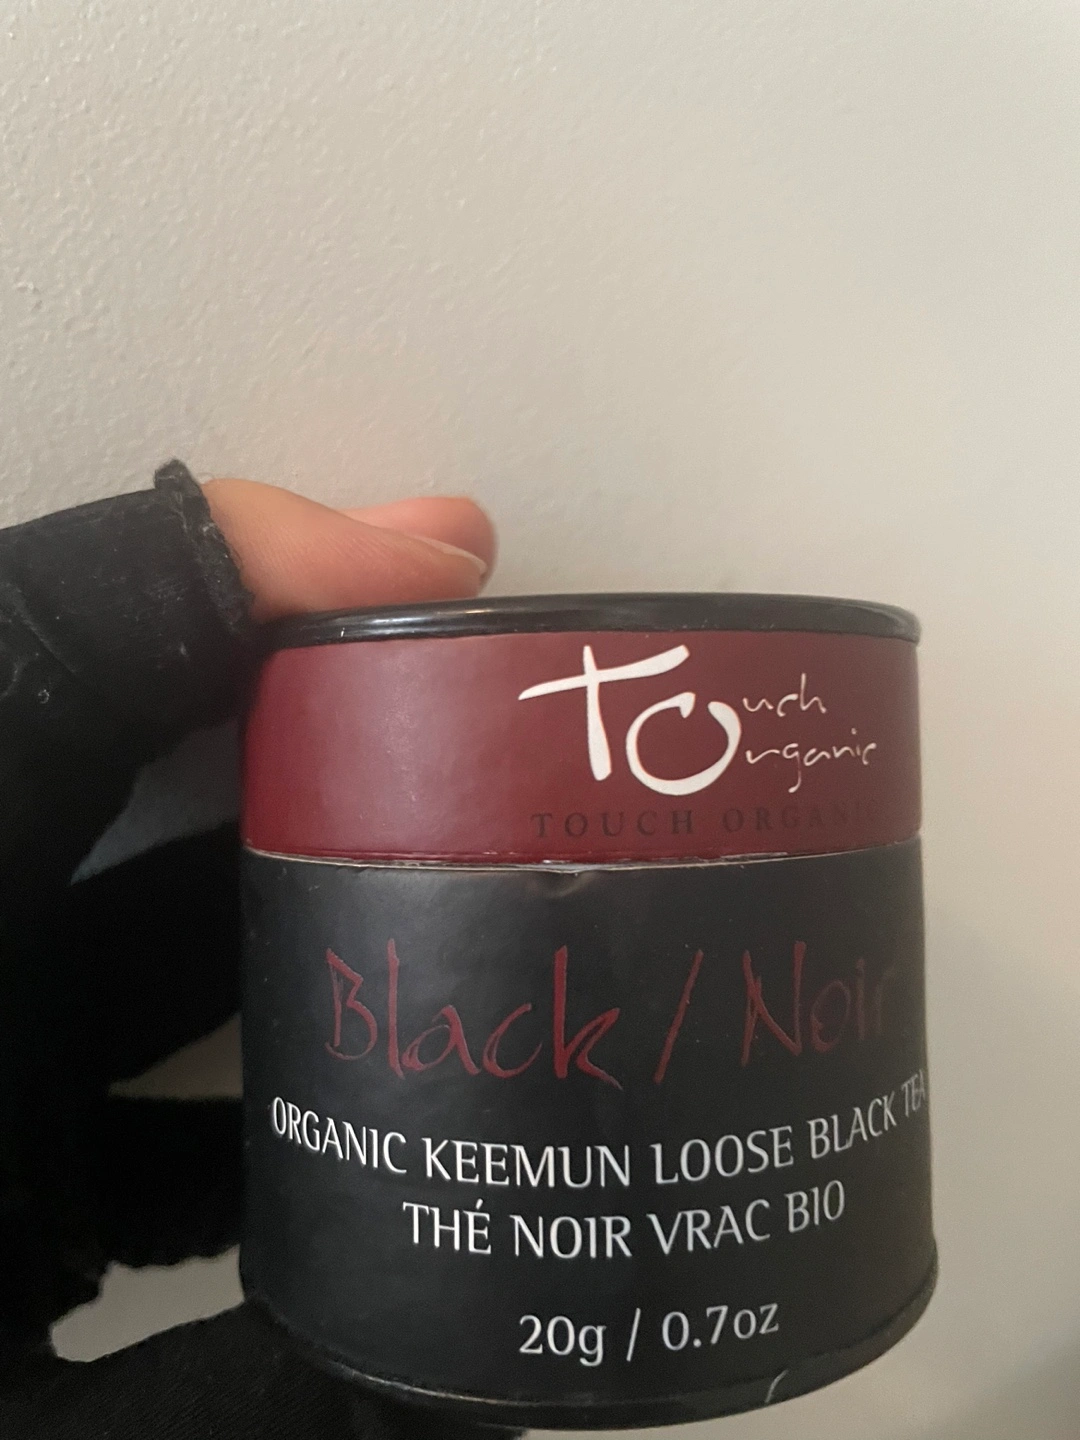 Touch
Organic
TOUCH ORGANIC
Black / Noir
ORGANIC KEEMUN LOOSE BLACK TEA
THÉ NOIR VRAC BIO
20g / 0.7oz